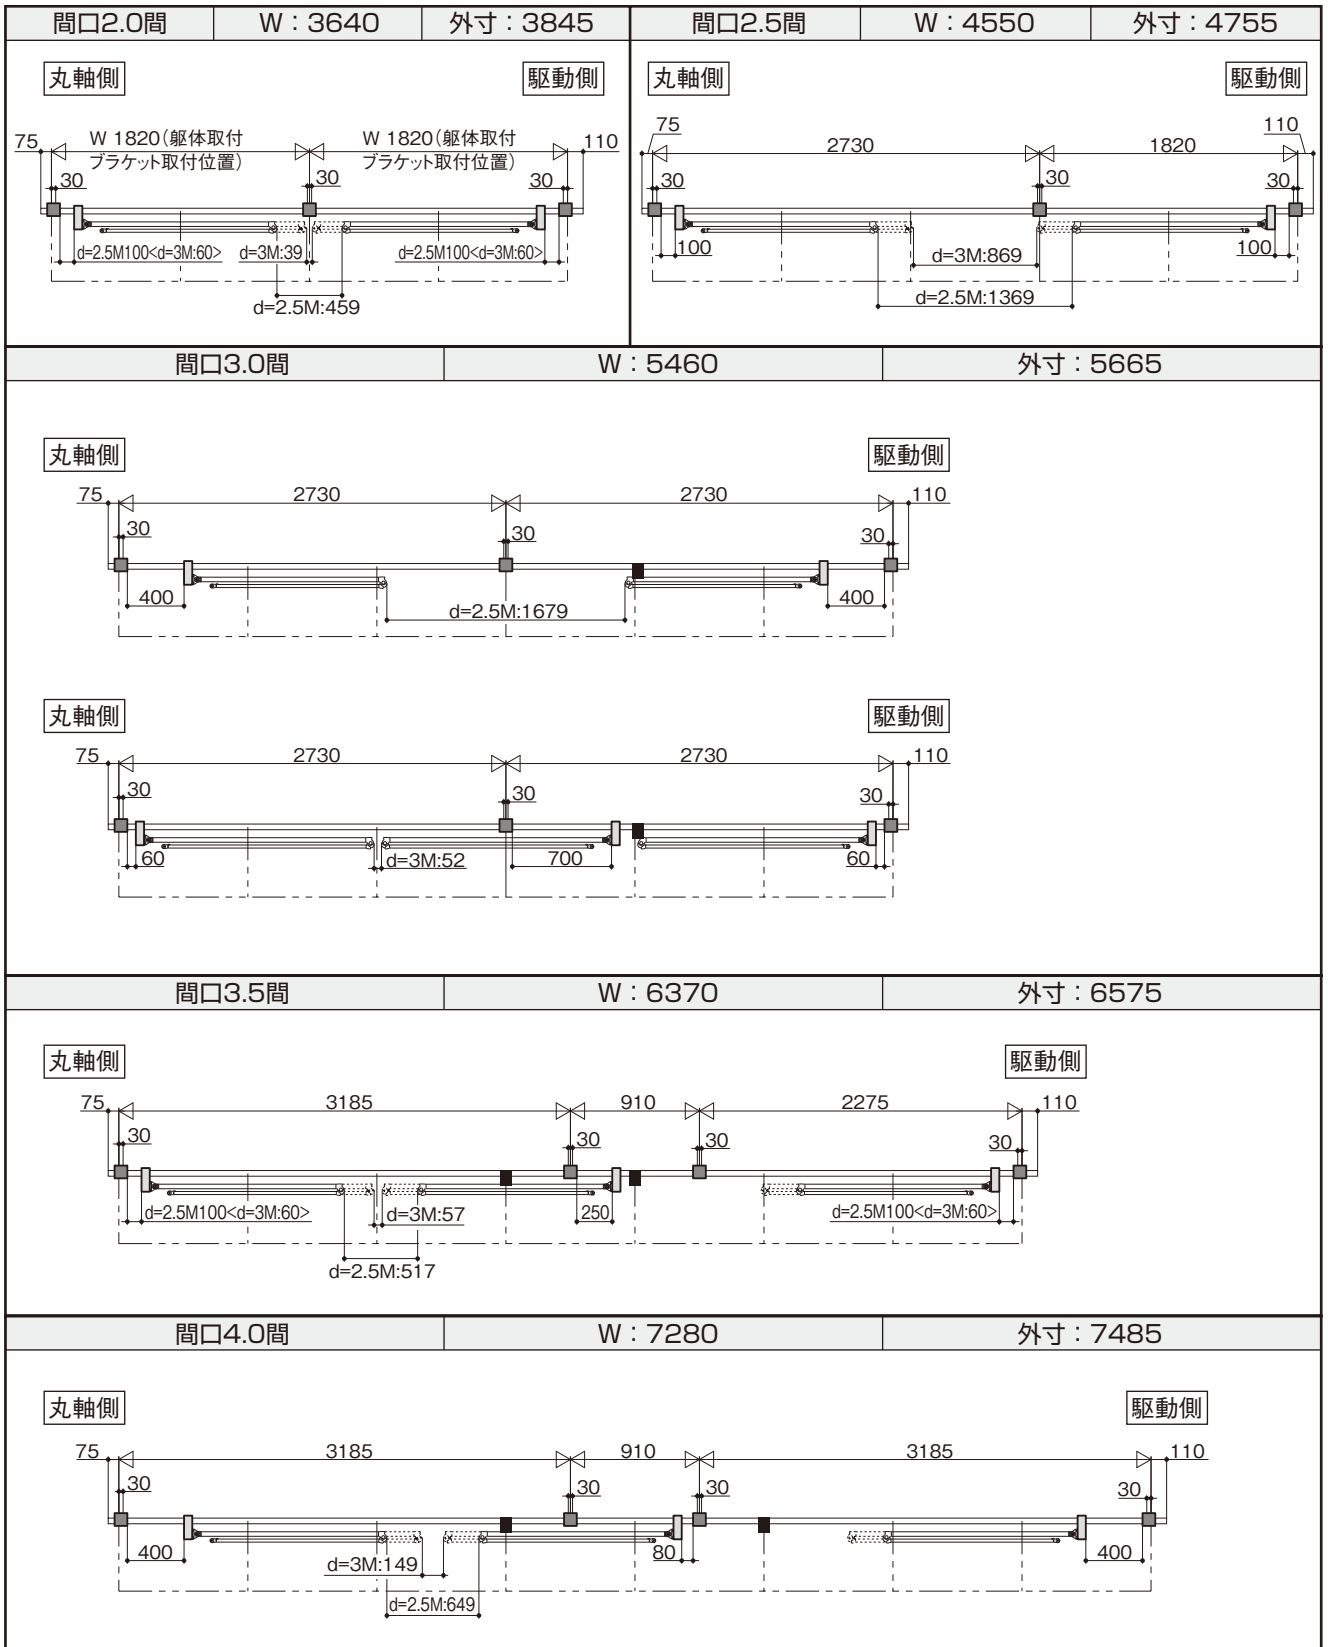 間口2.0間 W：3640 外寸：3845
丸軸側 駆動側
75 W 1820(躯体取付 W 1820(躯体取付 110
ブラケット取付位置) ブラケット取付位置)
30 30 30
d=2.5M100<d=3M:60> d=3M:39 d=2.5M100<d=3M:60>
d=2.5M:459
間口2.5間 W：4550 外寸：4755
丸軸側 駆動側
75 110
2730 1820
30 30 30
100 d=3M:869 100
d=2.5M:1369
間口3.0間 W：5460 外寸：5665
丸軸側 駆動側
75 2730 2730 110
30 30 30
400 d=2.5M:1679 400
丸軸側 駆動側
75 2730 2730 110
30 30 30
60 d=3M:52 700 60
間口3.5間 W：6370 外寸：6575
丸軸側 駆動側
75 3185 910 2275 110
30 30 30 30
d=2.5M100<d=3M:60> d=3M:57 250 d=2.5M100<d=3M:60>
d=2.5M:517
間口4.0間 W：7280 外寸：7485
丸軸側 駆動側
75 3185 910 3185 110
30 30 30 30
400 d=3M:149 80 400
d=2.5M:649